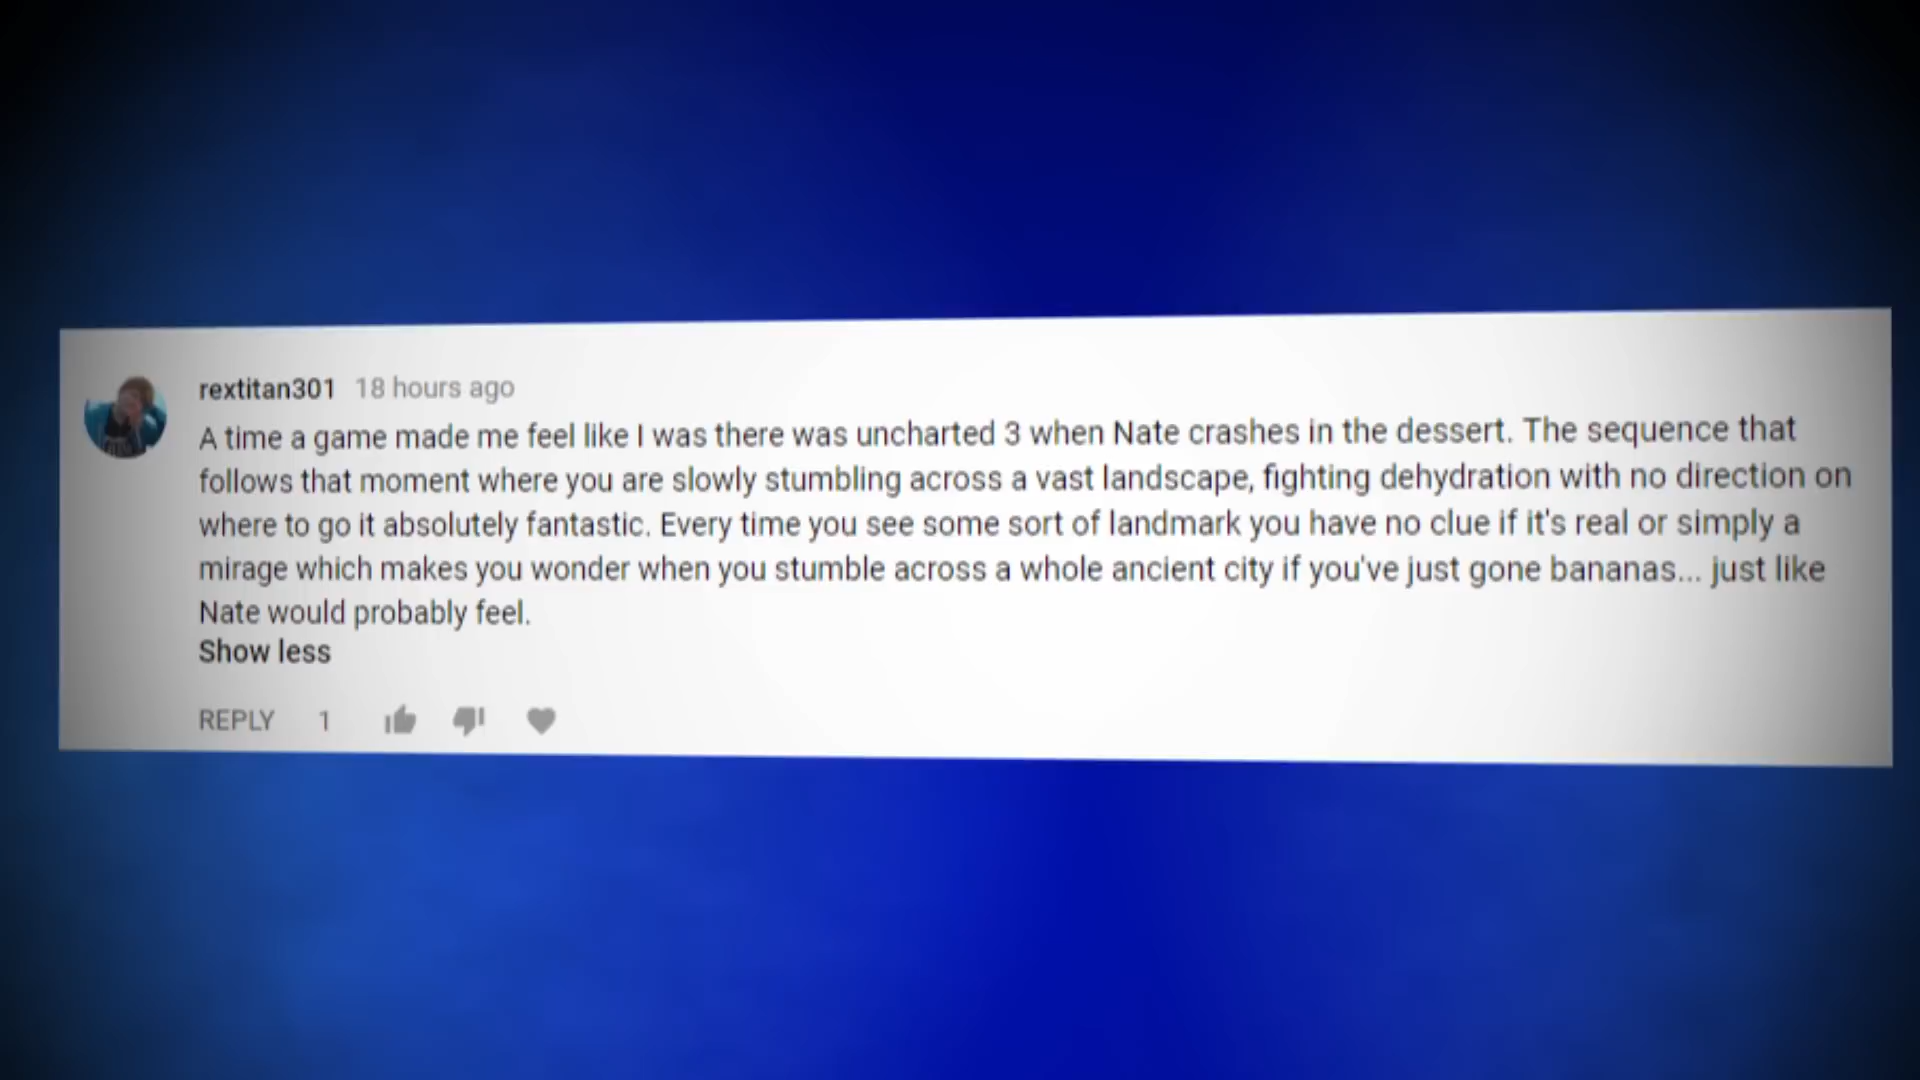 rextitan301 18 hours ago
A time a game made me feel like I was there was uncharted 3 when Nate crashes in the dessert. The sequence that
follows that moment where you are slowly stumbling across a vast landscape, fighting dehydration with no direction on
where to go it absolutely fantastic. Every time you see some sort of landmark you have no clue if it's real or simply a
mirage which makes you wonder when you stumble across a whole ancient city if you've just gone bananas... just like
Nate would probably feel.
Show less
REPLY 1